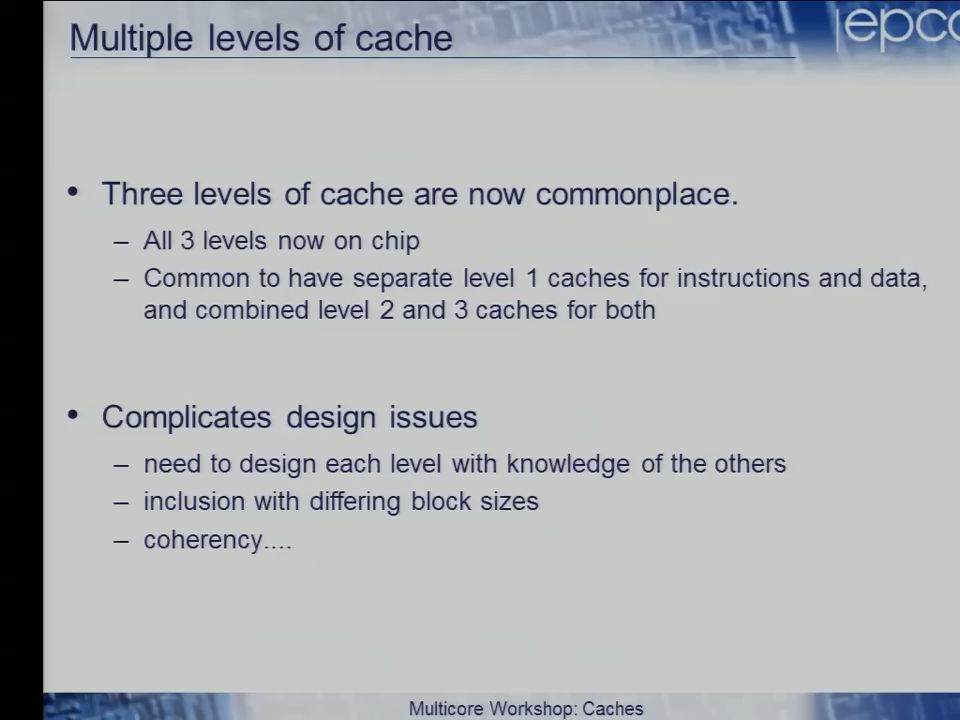 Multiple levels of cache
|epcc
• Three levels of cache are now commonplace.
– All 3 levels now on chip
– Common to have separate level 1 caches for instructions and data,
and combined level 2 and 3 caches for both
• Complicates design issues
– need to design each level with knowledge of the others
– inclusion with differing block sizes
– coherency....
Multicore Workshop: Caches